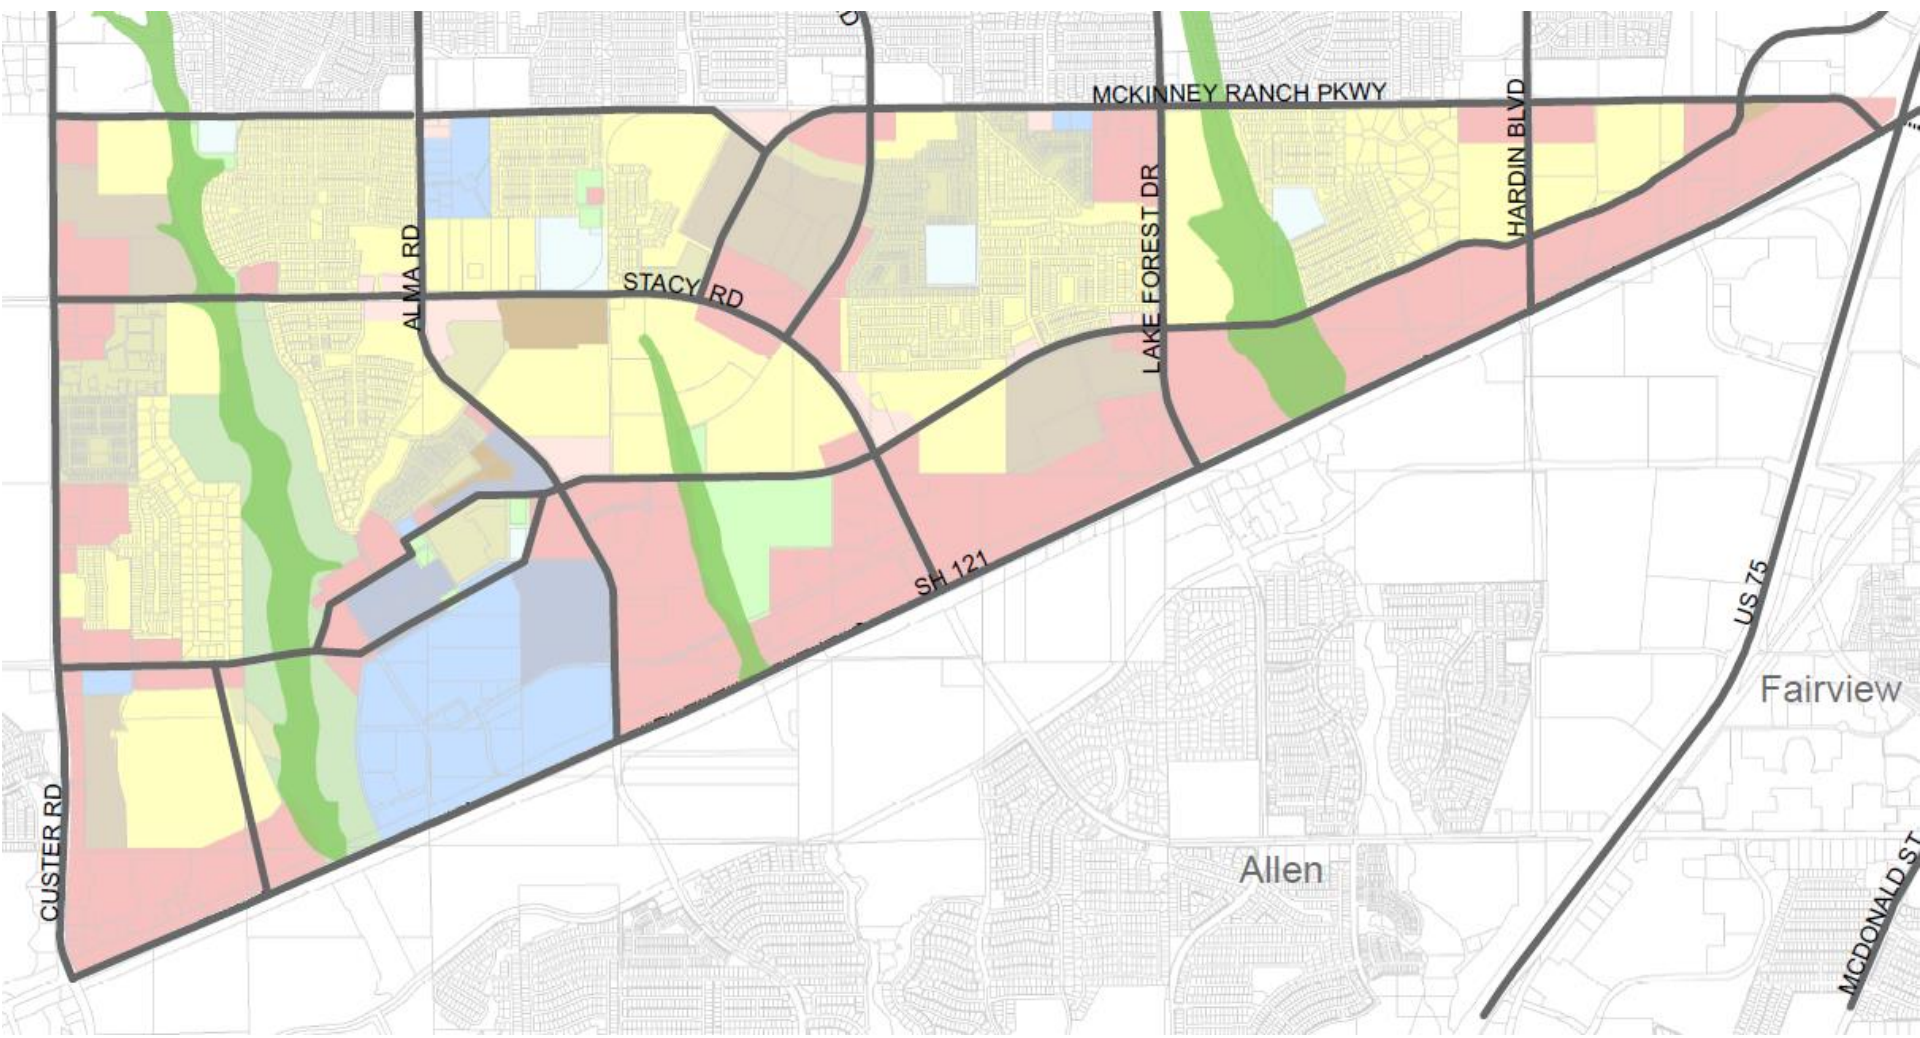 MCKINNEY RANCH PKWY
HARDIN BLVD
LAKE FOREST DR
ALMA RD
STACY RD
SH 121
US 75
Fairview
CUSTER RD
Allen
MCDONALD ST